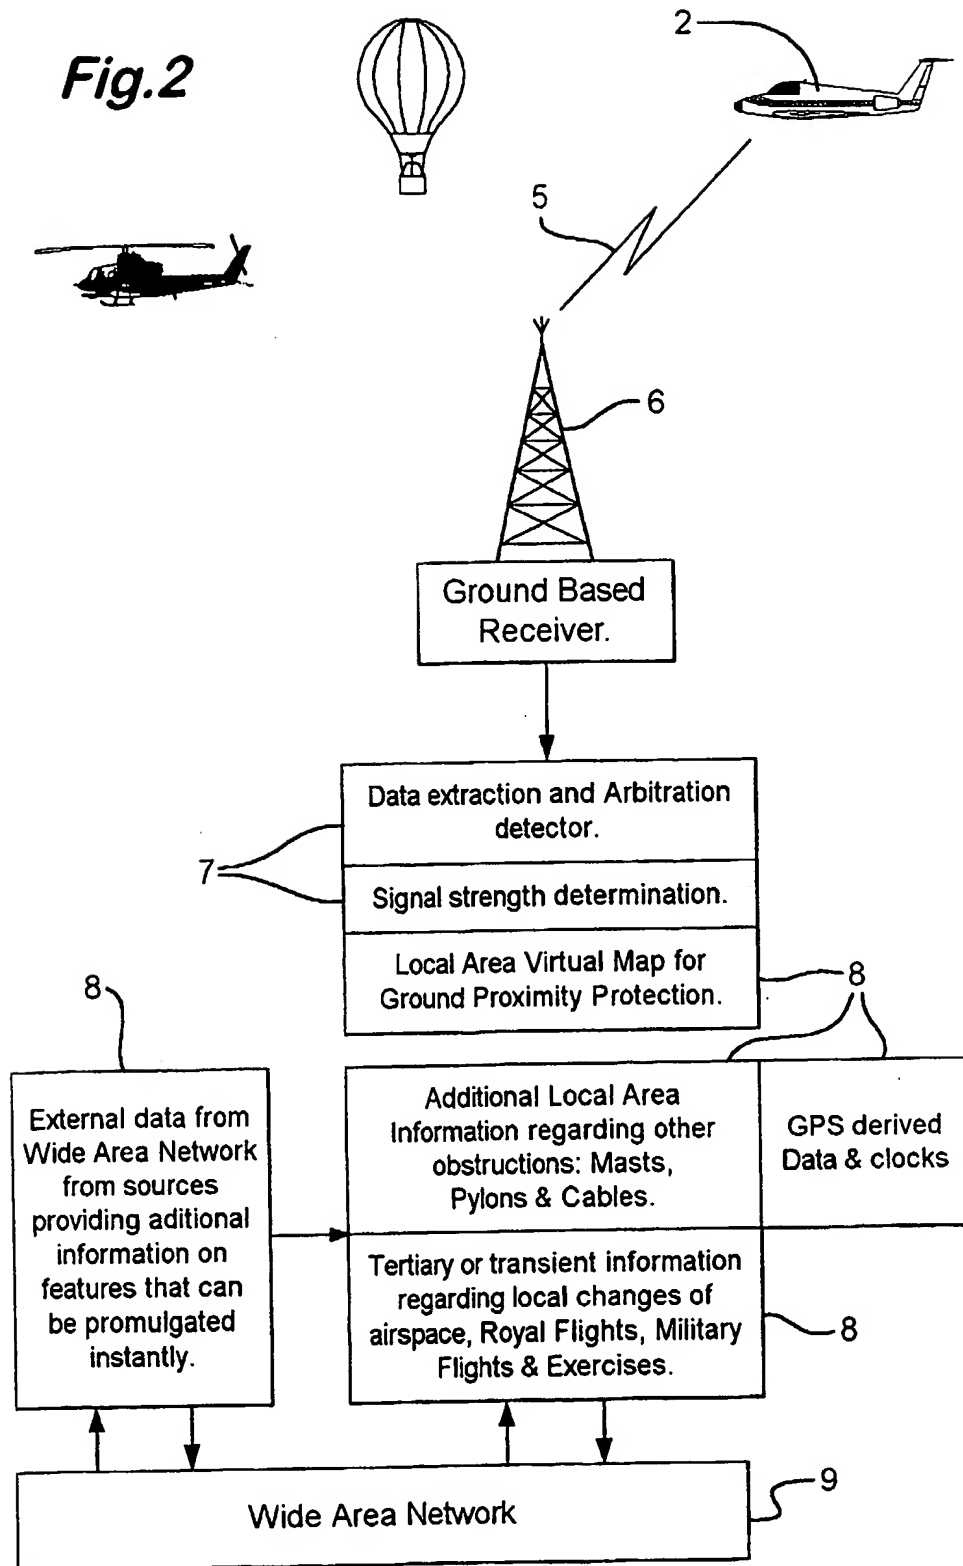 Fig.2
2
5
6
Ground Based
Receiver.
Data extraction and Arbitration
detector.
7
Signal strength determination.
Local Area Virtual Map for
Ground Proximity Protection.
8
8
External data from
Wide Area Network
from sources
providing aditional
information on
features that can
be promulgated
instantly.
Additional Local Area
Information regarding other
obstructions: Masts,
Pylons & Cables.
GPS derived
Data & clocks
Tertiary or transient information
regarding local changes of
airspace, Royal Flights, Military
Flights & Exercises.
8
Wide Area Network
9